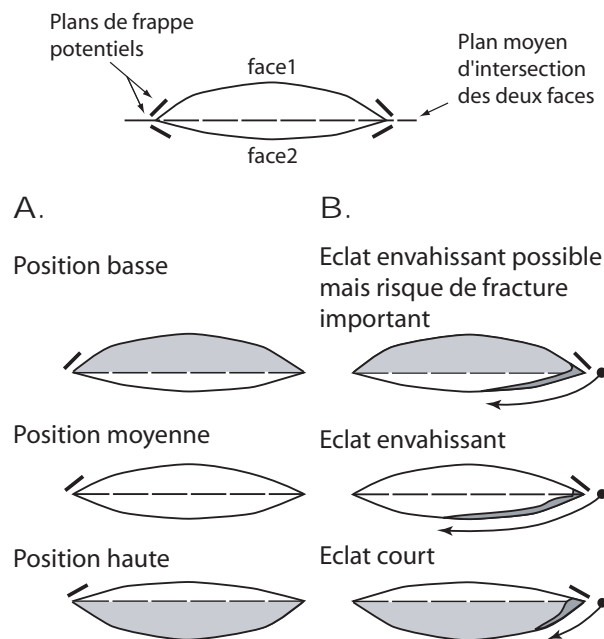 Plans de frappe
potentiels
face1
Plan moyen
d'intersection
des deux faces
face2
A.
B.
Position basse
Eclat envahissant possible
mais risque de fracture
important
Position moyenne
Eclat envahissant
Position haute
Eclat court